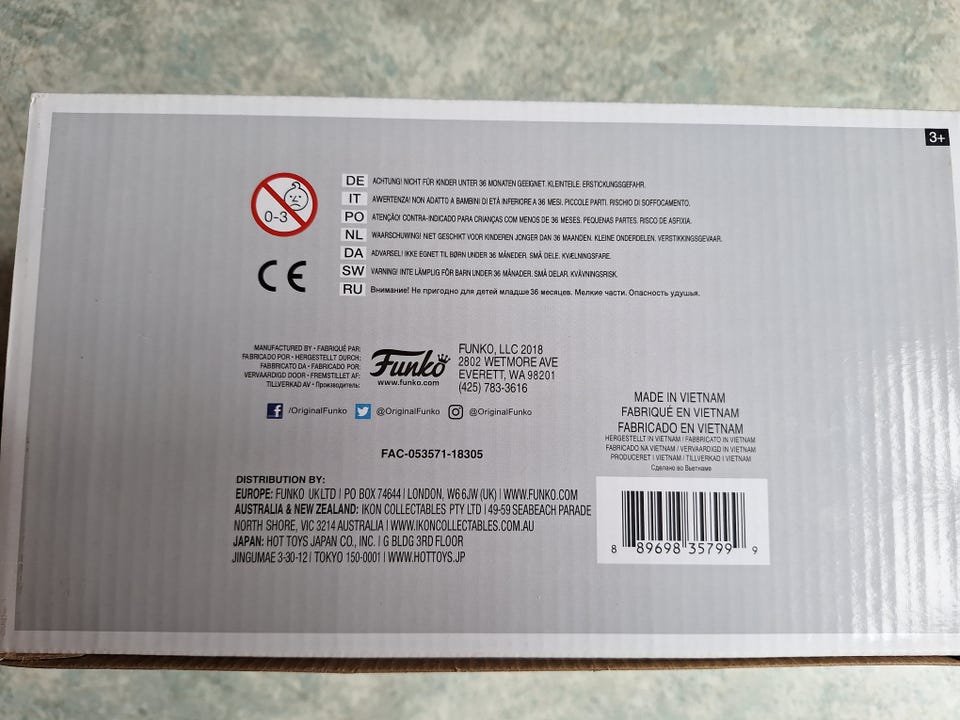 3+
0-3
DE ACHTUNG! NICHT FÜR KINDER UNTER 36 MONATEN GEEIGNET. KLEINTEILE. ERSTICKUNGSGEFAHR.
IT AWERTENZA! NON ADATTO A BAMBINI DI ETÀ INFERIORE A 36 MESI. PICCOLE PARTI. RISCHIO DI SOFFOCAMENTO.
PO ATENÇÃO! CONTRA-INDICADO PARA CRIANÇAS COM MENOS DE 36 MESES. PEQUENAS PARTES. RISCO DE ASFIXIA.
NL WAARSCHUWING! NIET GESCHIKT VOOR KINDEREN JONGER DAN 36 MAANDEN. KLEINE ONDERDELEN. VERSTIKKINGSGEVAAR.
DA ADVARSEL! IKKE EGNET TIL BØRN UNDER 36 MÅNEDER. SMÅ DELE. KVÆLNINGSFARE.
SW VARNING! INTE LÄMPLIG FÖR BARN UNDER 36 MÅNADER. SMÅ DELAR. KVÄVNINGSRISK.
RU Внимание! Не пригодно для детей младше 36 месяцев. Мелкие части. Опасность удушья.
CE
MANUFACTURED BY • FABRIQUÉ PAR:
FABRICADO POR • HERGESTELLT DURCH:
FABBRICATO DA • FABRICADO POR:
VERVAARDIGD DOOR • FREMSTILLET AF:
TILLVERKAD AV • Производитель:
Funko
www.funko.com
FUNKO, LLC 2018
2802 WETMORE AVE
EVERETT, WA 98201
(425) 783-3616
/OriginalFunko @OriginalFunko @OriginalFunko
FAC-053571-18305
MADE IN VIETNAM
FABRIQUÉ EN VIETNAM
FABRICADO EN VIETNAM
HERGESTELLT IN VIETNAM / FABBRICATO IN VIETNAM
FABRICADO NA VIETNAM / VERVAARDIGD IN VIETNAM
PRODUCERET I VIETNAM / TILLVERKAD I VIETNAM
Сделано во Вьетнаме
DISTRIBUTION BY:
EUROPE: FUNKO UK LTD | PO BOX 74644 | LONDON, W6 6JW (UK) | WWW.FUNKO.COM
AUSTRALIA & NEW ZEALAND: IKON COLLECTABLES PTY LTD | 49-59 SEABEACH PARADE
NORTH SHORE, VIC 3214 AUSTRALIA | WWW.IKONCOLLECTABLES.COM.AU
JAPAN: HOT TOYS JAPAN CO., INC. | G BLDG 3RD FLOOR
JINGUMAE 3-30-12 | TOKYO 150-0001 | WWW.HOTTOYS.JP
8 89698 35799 9